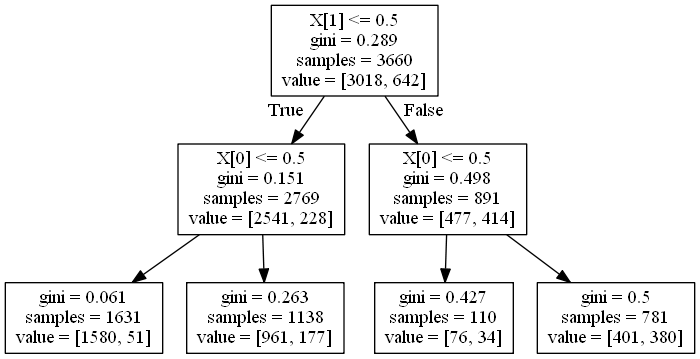 X[1] <= 0.5
gini = 0.289
samples = 3660
value = [3018, 642]
True
False
X[0] <= 0.5
gini = 0.151
samples = 2769
value = [2541, 228]
X[0] <= 0.5
gini = 0.498
samples = 891
value = [477, 414]
gini = 0.061
samples = 1631
value = [1580, 51]
gini = 0.263
samples = 1138
value = [961, 177]
gini = 0.427
samples = 110
value = [76, 34]
gini = 0.5
samples = 781
value = [401, 380]